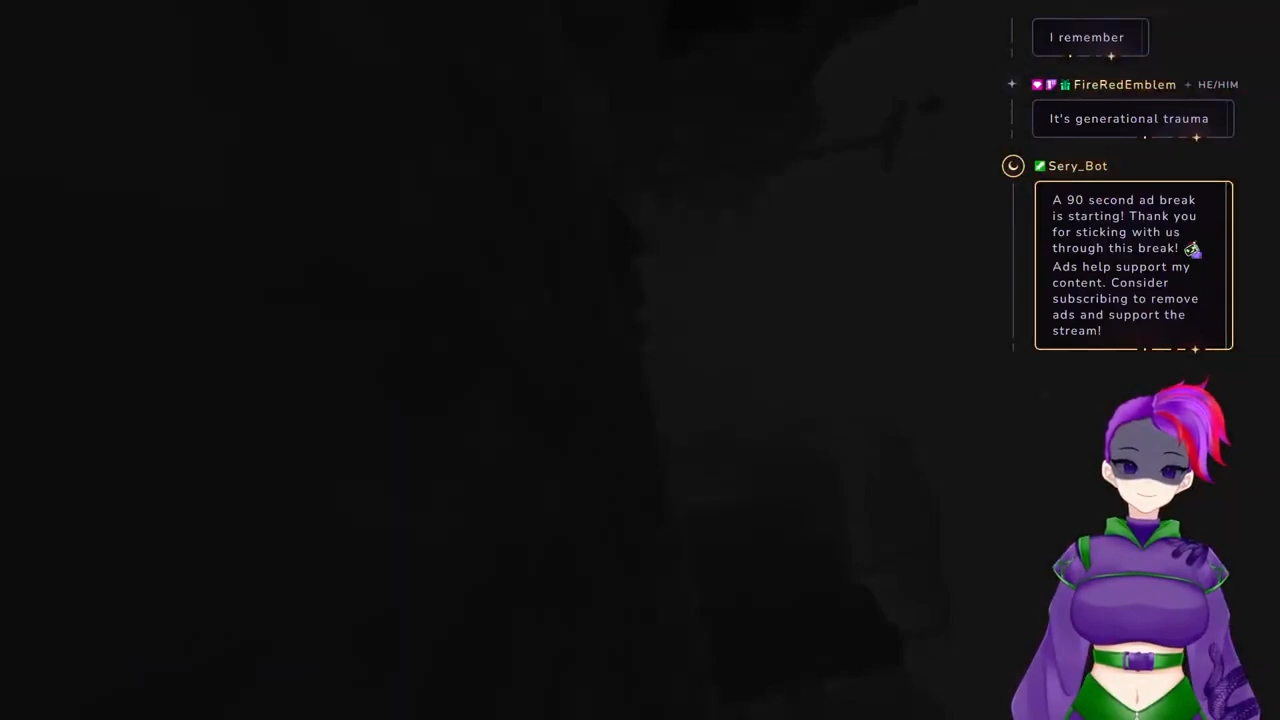 I remember
FireRedEmblem HE/HIM
It's generational trauma
Sery_Bot
A 90 second ad break
is starting! Thank you
for sticking with us
through this break!
Ads help support my
content. Consider
subscribing to remove
ads and support the
stream!